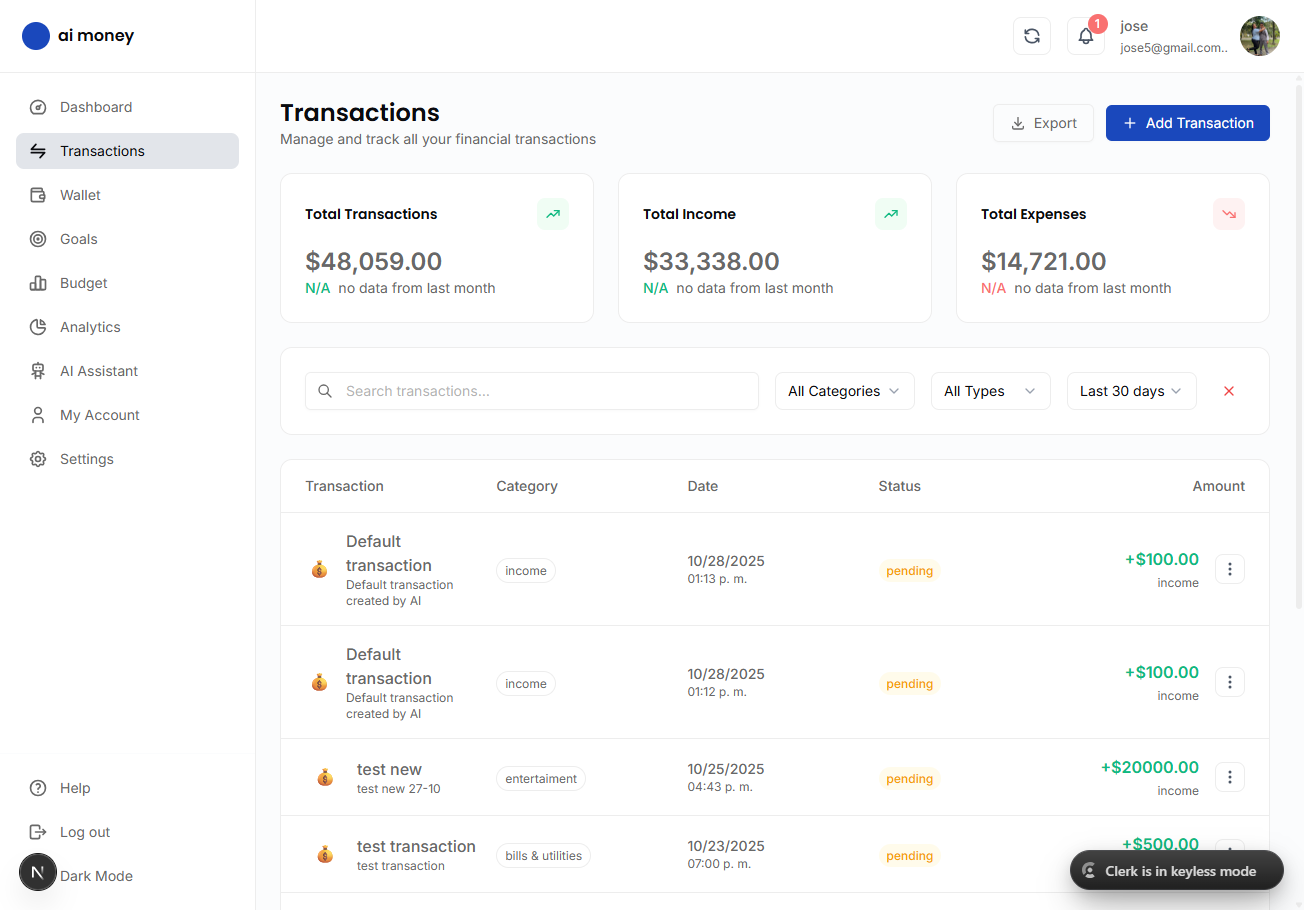 ai money
1
jose
jose5@gmail.com..
Dashboard
Transactions
Wallet
Goals
Budget
Analytics
AI Assistant
My Account
Settings
Help
Log out
N
Dark Mode
Transactions
Manage and track all your financial transactions
Export
Add Transaction
Total Transactions
$48,059.00
N/A no data from last month
Total Income
$33,338.00
N/A no data from last month
Total Expenses
$14,721.00
N/A no data from last month
Search transactions...
All Categories
All Types
Last 30 days
Transaction Category Date Status Amount
Default
transaction
Default transaction
created by AI
income
10/28/2025
01:13 p. m.
pending
+$100.00
income
Default
transaction
Default transaction
created by AI
income
10/28/2025
01:12 p. m.
pending
+$100.00
income
test new
test new 27-10
entertaiment
10/25/2025
04:43 p. m.
pending
+$20000.00
income
test transaction
test transaction
bills & utilities
10/23/2025
07:00 p. m.
pending
+$500.00
Clerk is in keyless mode